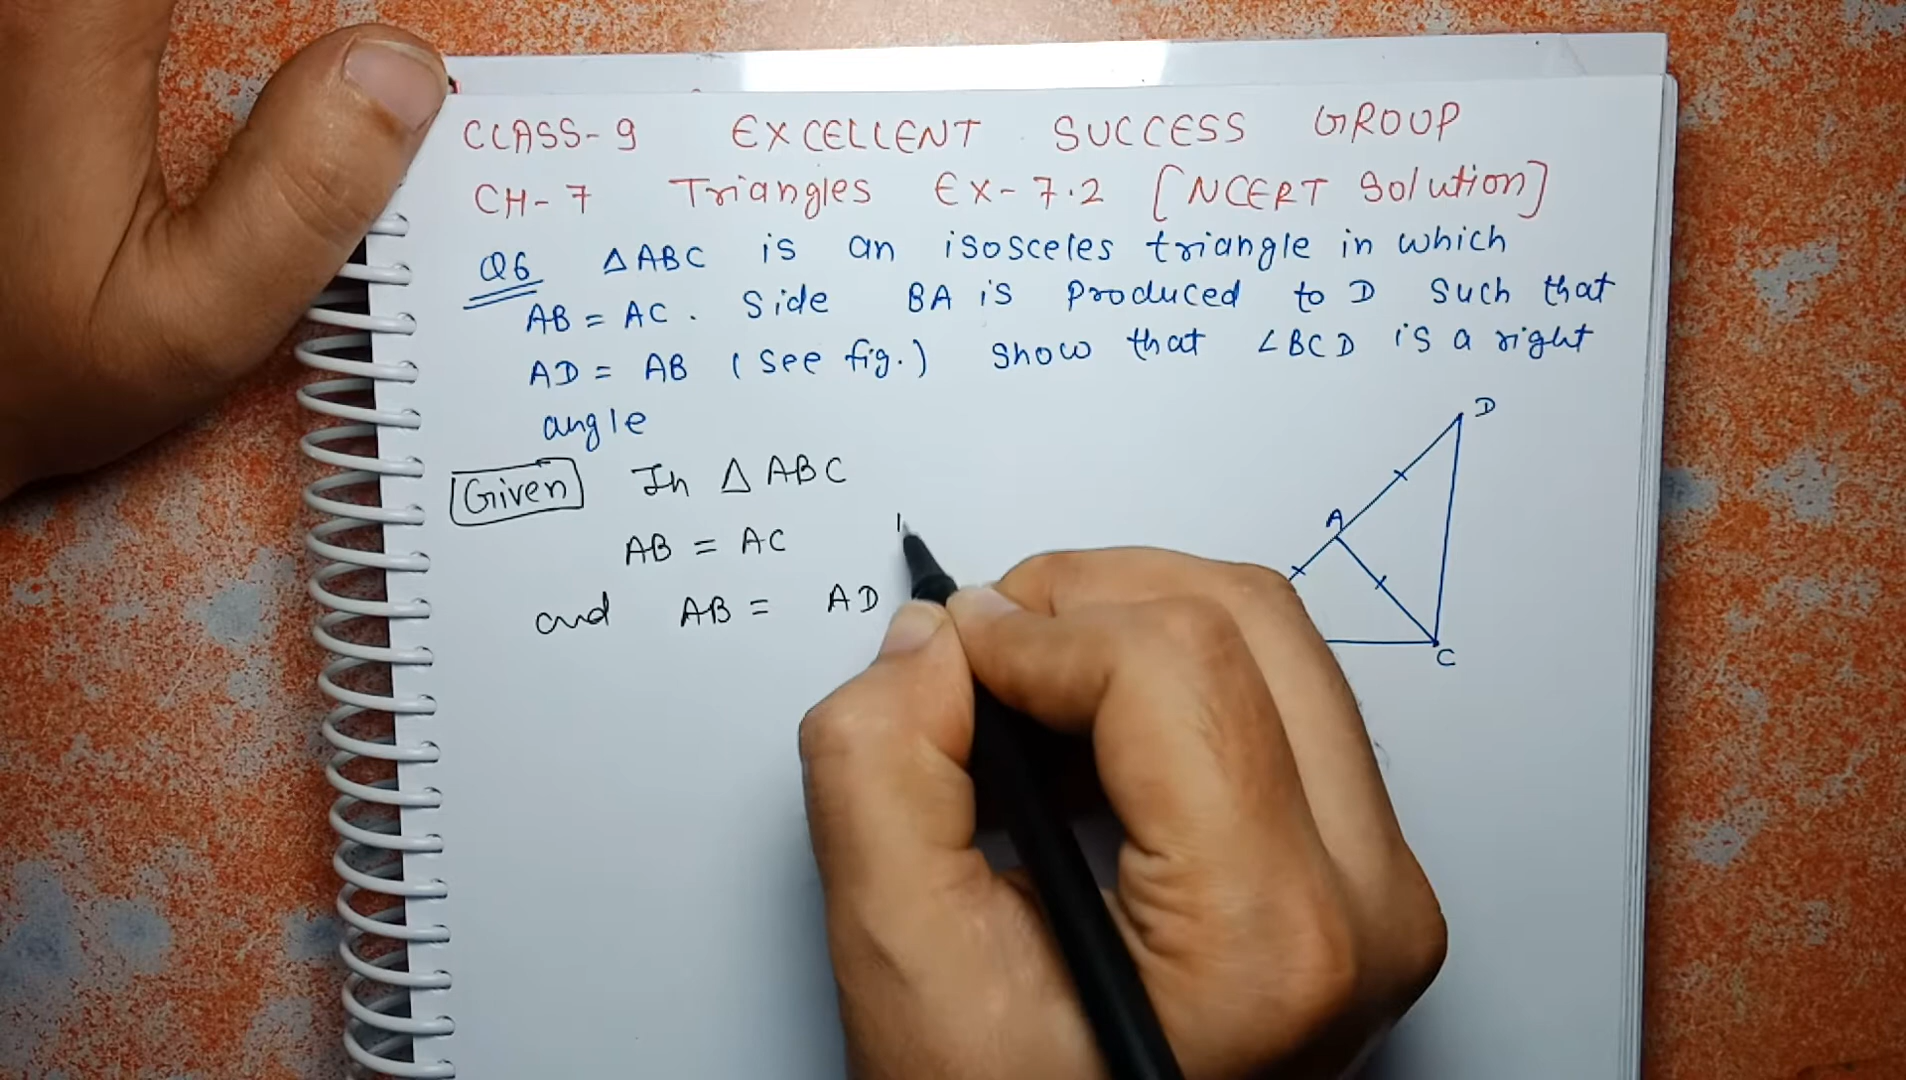 CLASS-9 EXCELLENT SUCCESS GROUP
CH-7 Triangles EX-7.2 [NCERT Solution]
Q6 △ABC is an isosceles triangle in which
AB = AC. Side BA is produced to D such that
AD = AB (see fig.) show that ∠BCD is a right
angle
Given In △ABC
AB = AC
and AB = AD
D
A
C